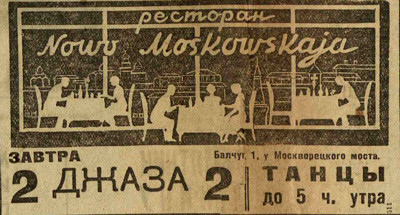 ресторан
Nowo Moskowskaja
ЗАВТРА
2 ДЖАЗА 2
Балчуг, 1, у Москворецкого моста.
ТАНЦЫ
до 5 ч. утра